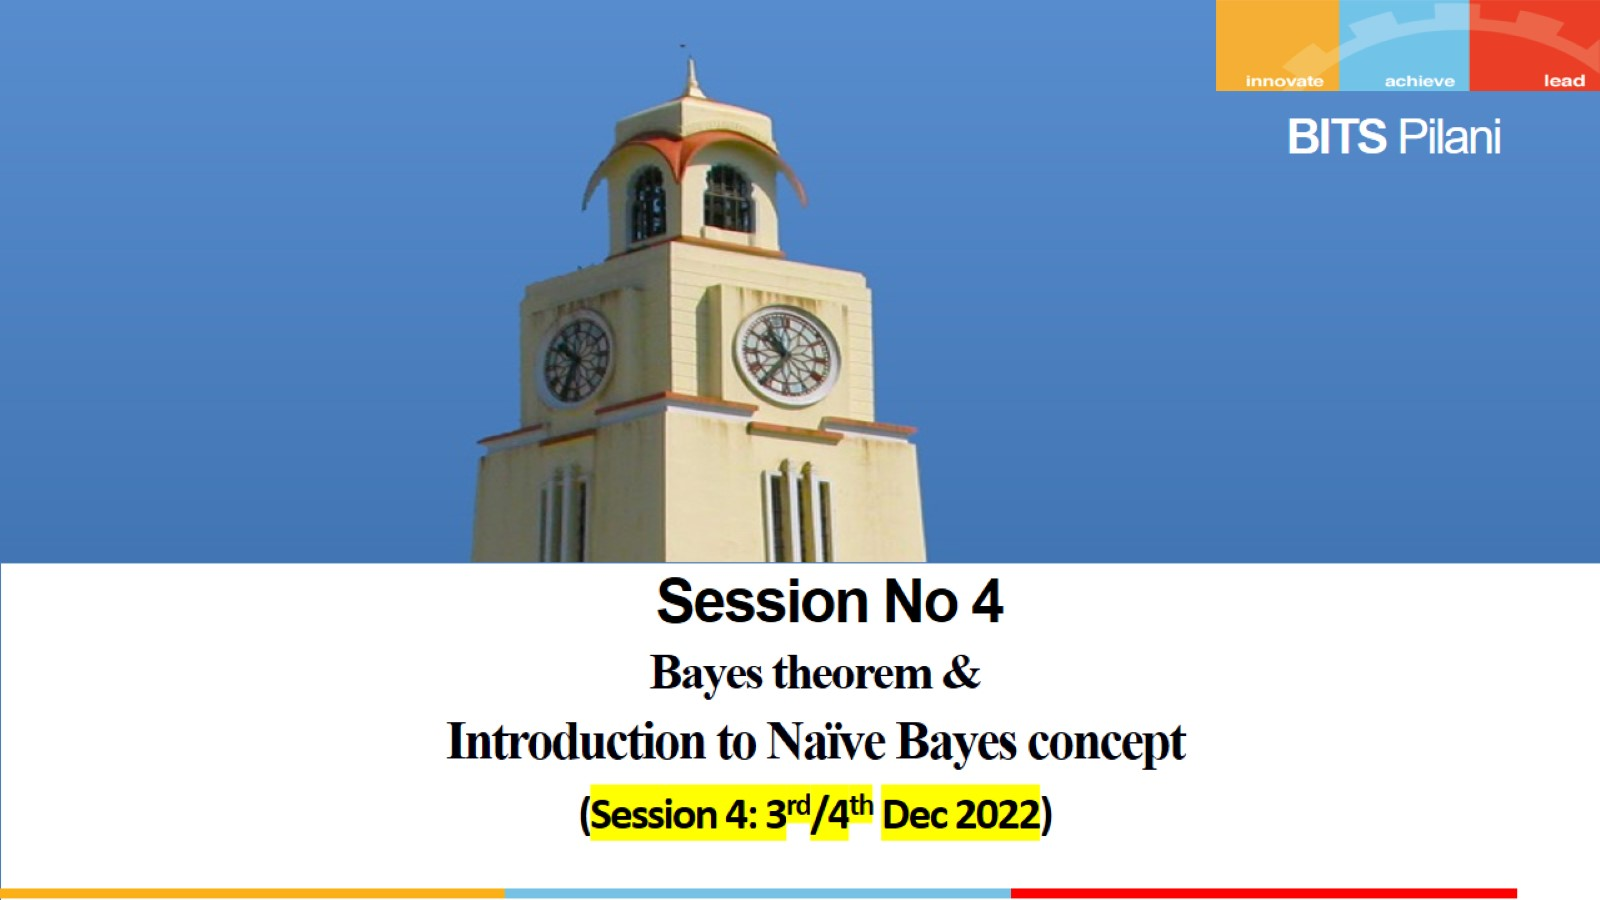 innovate achieve lead
BITS Pilani
Session No 4
Bayes theorem &
Introduction to Naïve Bayes concept
(Session 4: 3rd/4th Dec 2022)